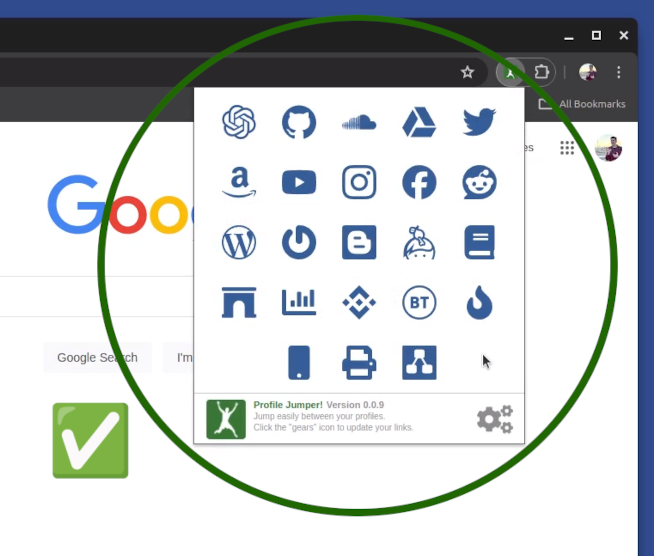 All Bookmarks
es
Goo
Google Search
I'm
a
B
BT
Profile Jumper! Version 0.0.9
Jump easily between your profiles.
Click the "gears" icon to update your links.